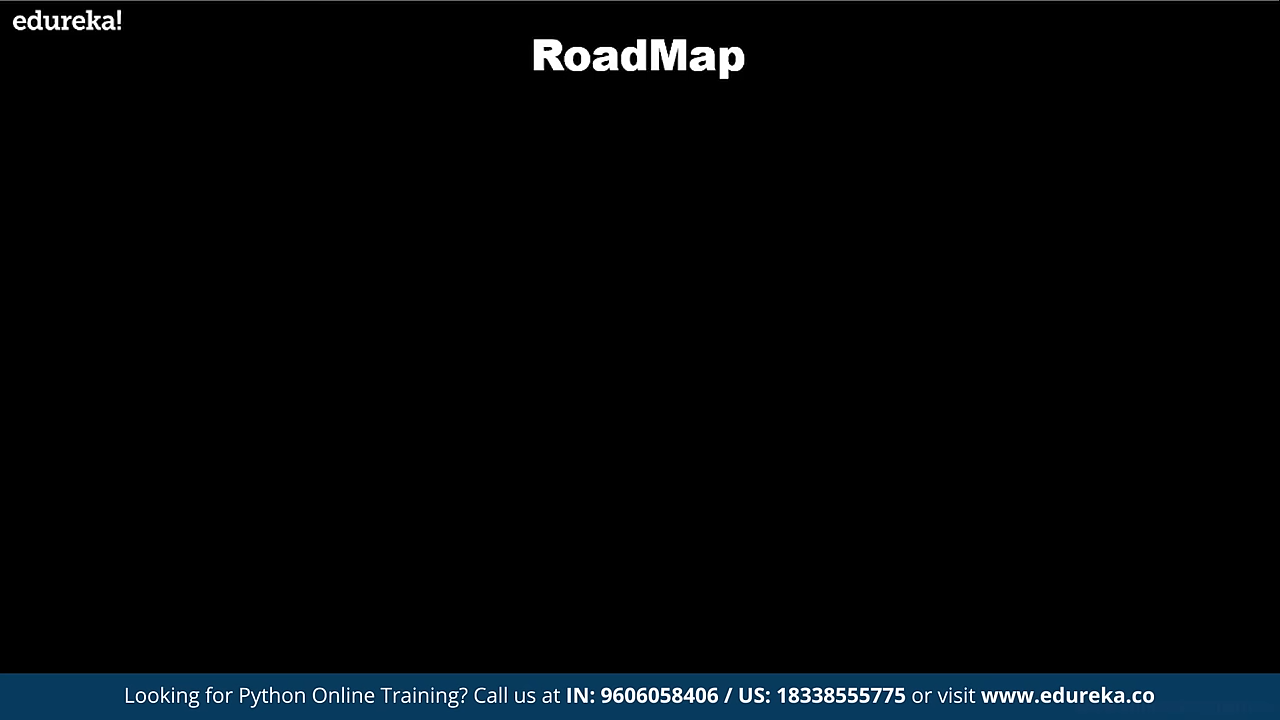 edureka!
RoadMap
Looking for Python Online Training? Call us at IN: 9606058406 / US: 18338555775 or visit www.edureka.co